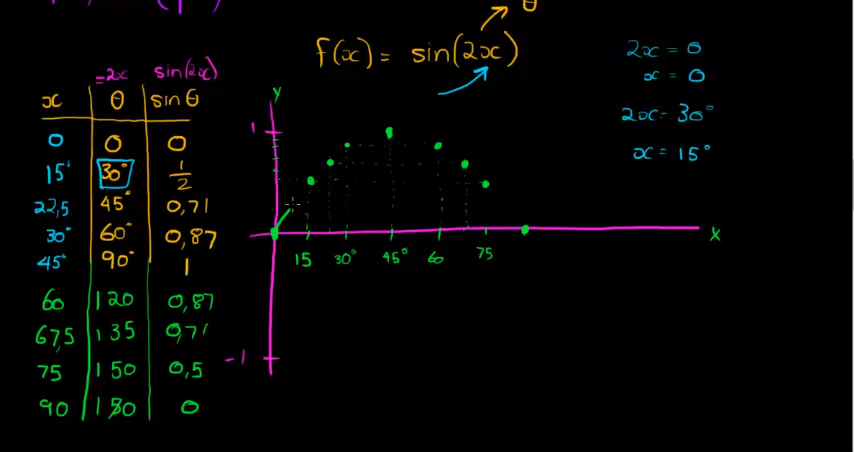 θ
f(x) = sin(2x)
2x = 0
x = 0
2x = 30°
x = 15°
=2x sin(2x)
x θ sin θ
0 0 0
15° 30° 1/2
22,5 45° 0,71
30° 60° 0,87
45° 90° 1
60 120 0,87
67,5 135 0,71
75 150 0,5
90 180 0
y
1
x
15 30° 45° 60 75
-1